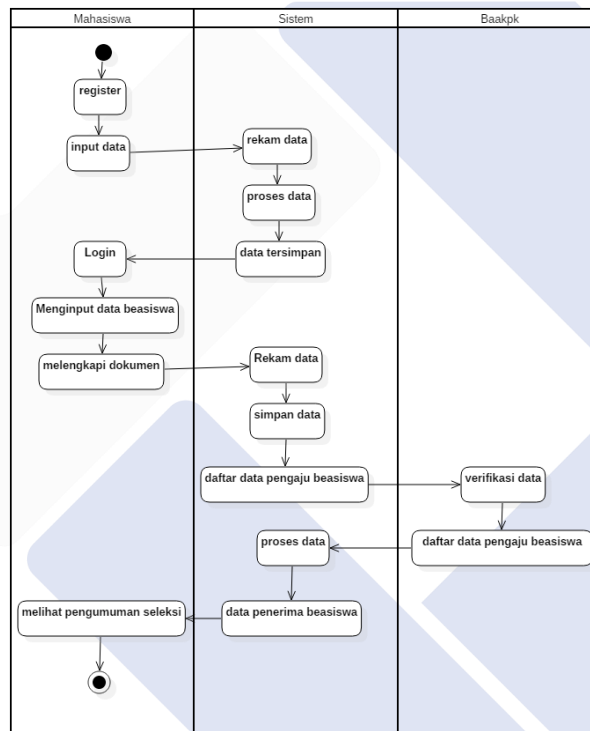 Mahasiswa
Sistem
Baakpk
register
input data
rekam data
proses data
data tersimpan
Login
Menginput data beasiswa
melengkapi dokumen
Rekam data
simpan data
daftar data pengaju beasiswa
verifikasi data
daftar data pengaju beasiswa
proses data
data penerima beasiswa
melihat pengumuman seleksi